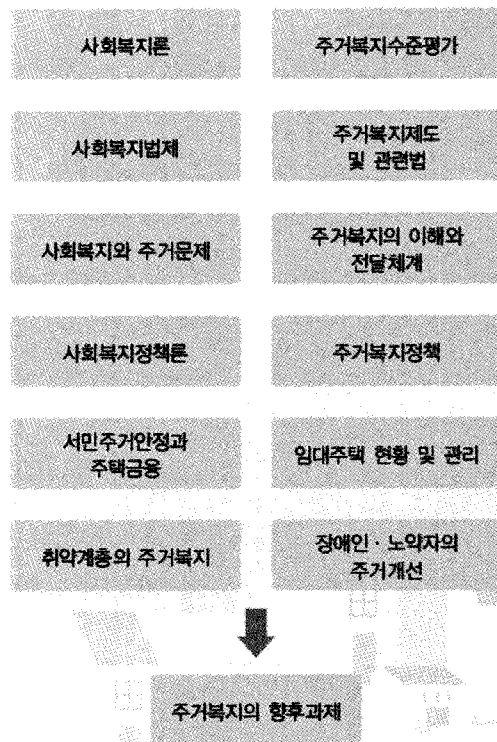 사회복지론
주거복지수준평가
사회복지법제
주거복지제도
및 관련법
사회복지와 주거문제
주거복지의 이해와
전달체계
사회복지정책론
주거복지정책
서민주거안정과
주택금융
임대주택 현황 및 관리
취약계층의 주거복지
장애인 · 노약자의
주거개선
주거복지의 향후과제